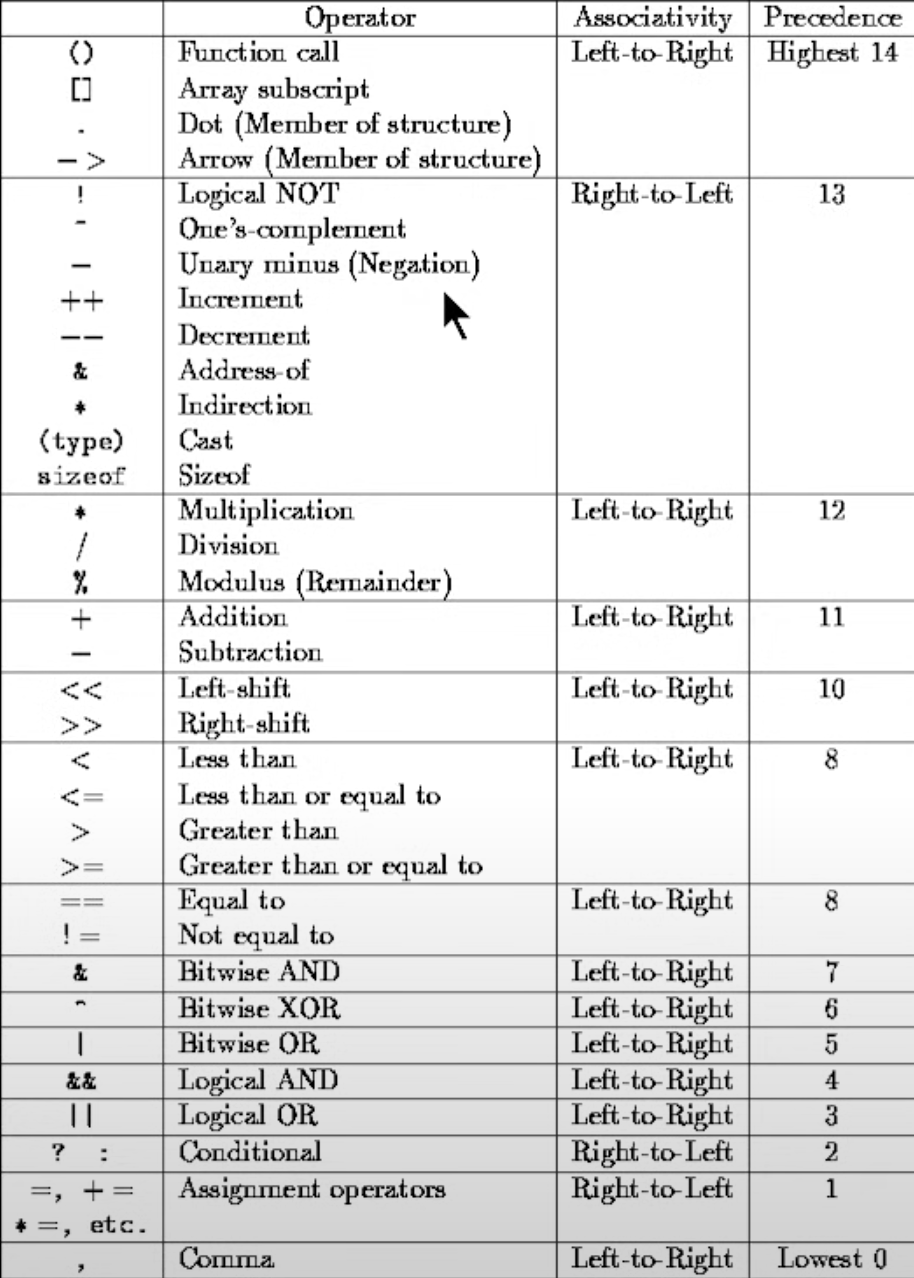 Operator Associativity Precedence
() Function call Left-to-Right Highest 14
[] Array subscript
. Dot (Member of structure)
-> Arrow (Member of structure)
! Logical NOT Right-to-Left 13
~ One's-complement
- Unary minus (Negation)
++ Increment
-- Decrement
& Address-of
* Indirection
(type) Cast
sizeof Sizeof
* Multiplication Left-to-Right 12
/ Division
% Modulus (Remainder)
+ Addition Left-to-Right 11
- Subtraction
<< Left-shift Left-to-Right 10
>> Right-shift
< Less than Left-to-Right 8
<= Less than or equal to
> Greater than
>= Greater than or equal to
== Equal to Left-to-Right 8
!= Not equal to
& Bitwise AND Left-to-Right 7
^ Bitwise XOR Left-to-Right 6
| Bitwise OR Left-to-Right 5
&& Logical AND Left-to-Right 4
|| Logical OR Left-to-Right 3
? : Conditional Right-to-Left 2
=, += Assignment operators Right-to-Left 1
*=, etc.
, Comma Left-to-Right Lowest 0